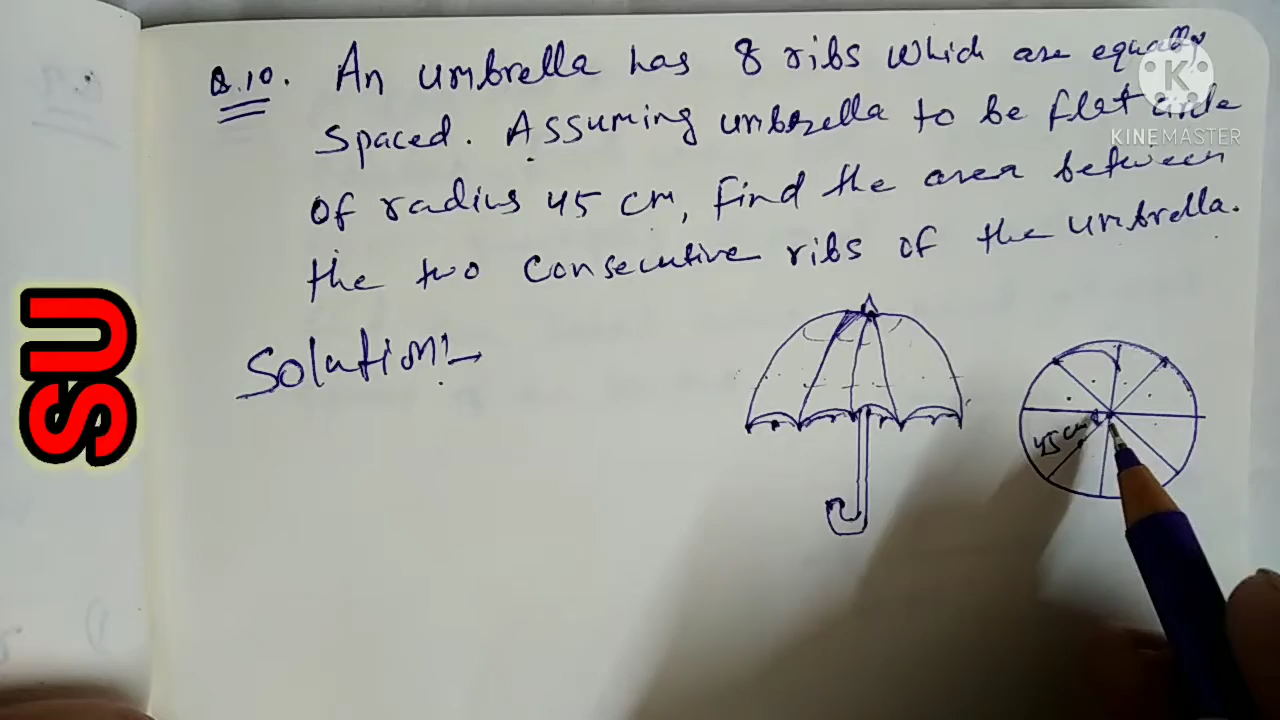 Q.10. An umbrella has 8 ribs which are equally
spaced. Assuming umbrella to be flat
of radius 45 cm, Find the area between
the two consecutive ribs of the umbrella.
Solution:-
45 cm
K
KINEMASTER
SU